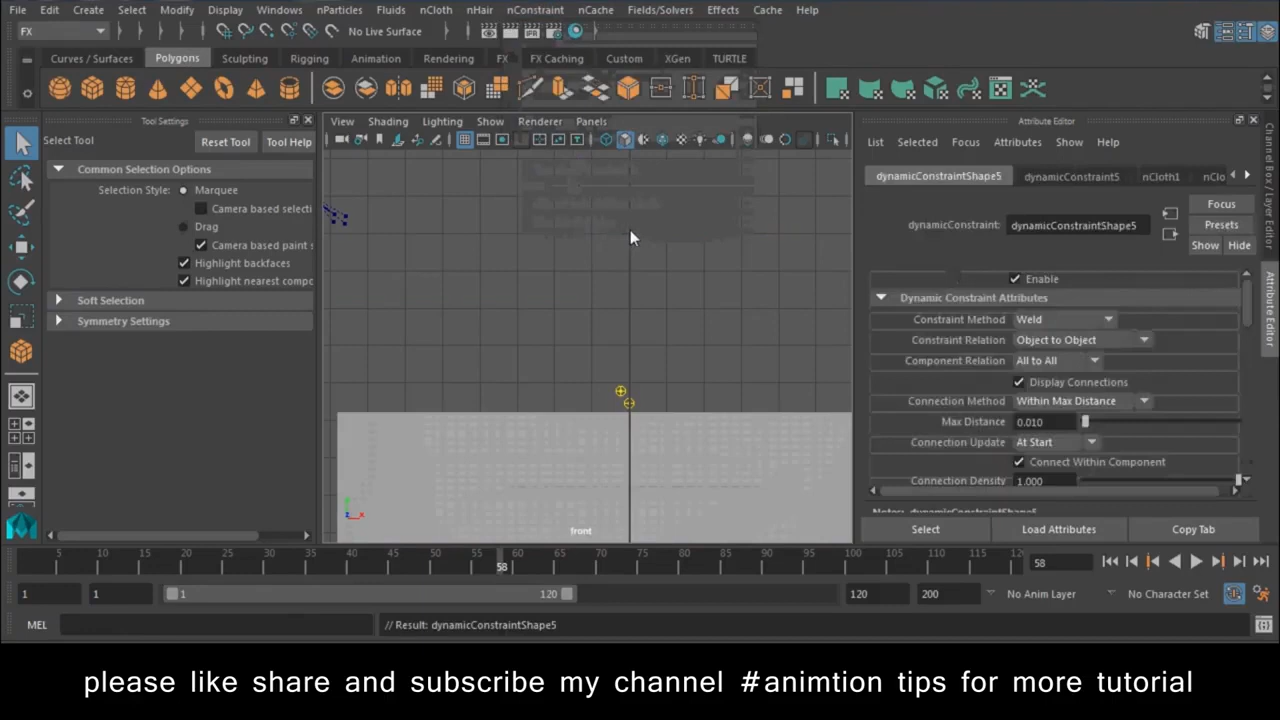 File Edit Create Select Modify Display Windows nParticles Fluids nCloth nHair nConstraint nCache Fields/Solvers Effects Cache Help
FX No Live Surface
Curves / Surfaces Polygons Sculpting Rigging Animation Rendering FX FX Caching Custom XGen TURTLE
Tool Settings
Select Tool Reset Tool Tool Help
Common Selection Options
Selection Style: Marquee
Camera based selecti
Drag
Camera based paint s
Highlight backfaces
Highlight nearest compo
Soft Selection
Symmetry Settings
View Shading Lighting Show Renderer Panels
front
Attribute Editor
List Selected Focus Attributes Show Help
dynamicConstraintShape5 dynamicConstraint5 nCloth1 nClo
dynamicConstraint: dynamicConstraintShape5
Focus
Presets
Show Hide
Enable
Dynamic Constraint Attributes
Constraint Method Weld
Constraint Relation Object to Object
Component Relation All to All
Display Connections
Connection Method Within Max Distance
Max Distance 0.010
Connection Update At Start
Connect Within Component
Connection Density 1.000
Select Load Attributes Copy Tab
Channel Box / Layer Editor
Attribute Editor
5 10 15 20 25 30 35 40 45 50 55 60 65 70 75 80 85 90 95 100 105 110 115 12
58 58
1 1 1 120 120 200 No Anim Layer No Character Set
MEL // Result: dynamicConstraintShape5
please like share and subscribe my channel #animtion tips for more tutorial